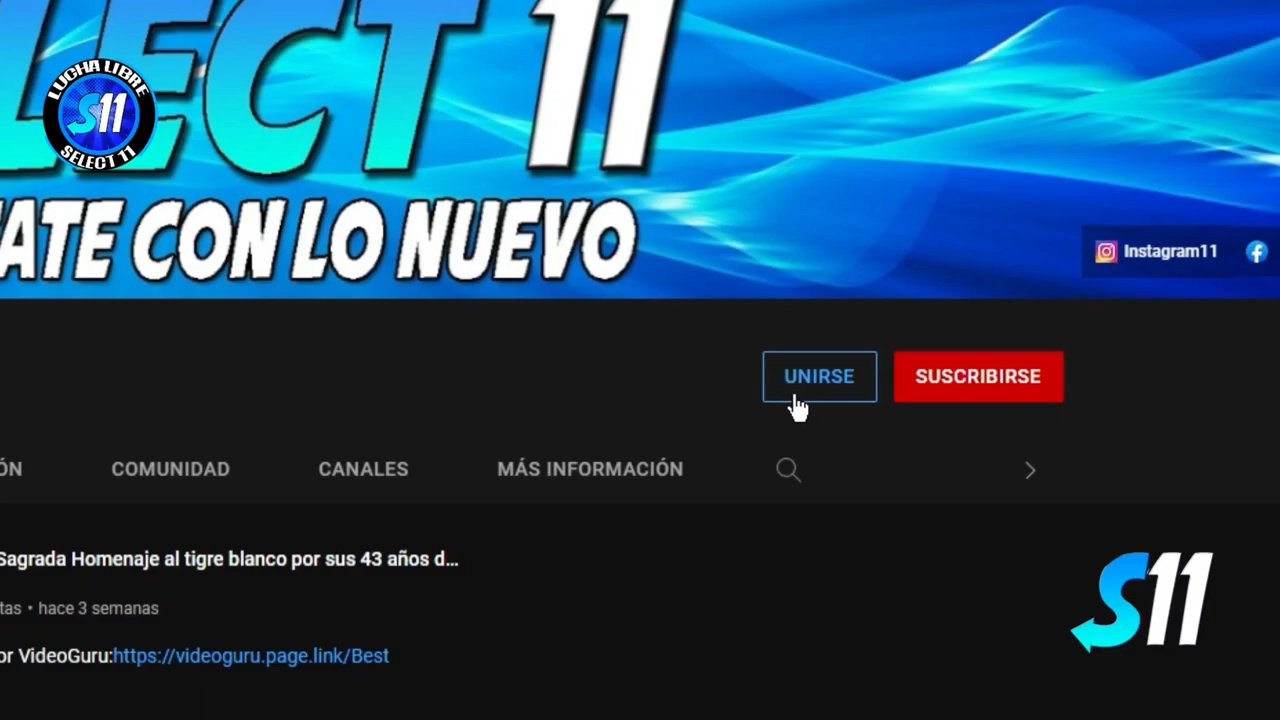 LECT 11
LUCHA LIBRE
S11
SELECT 11
ATE CON LO NUEVO
Instagram11
UNIRSE
SUSCRIBIRSE
ÓN
COMUNIDAD
CANALES
MÁS INFORMACIÓN
Sagrada Homenaje al tigre blanco por sus 43 años d...
tas • hace 3 semanas
or VideoGuru:https://videoguru.page.link/Best
S11